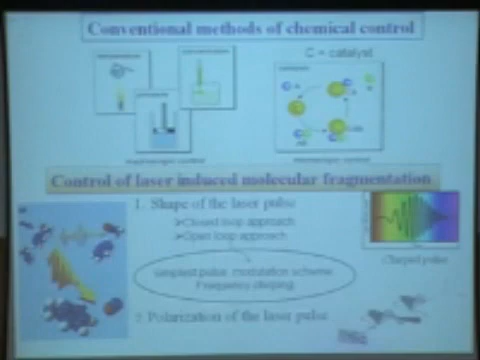 Conventional methods of chemical control
C = catalyst
Control of laser induced molecular fragmentation
1. Shape of the laser pulse
➢Closed loop approach
➢Open loop approach
Chirped pulse
simplest pulse modulation scheme
Frequency chirping
Polarization of the laser pulse